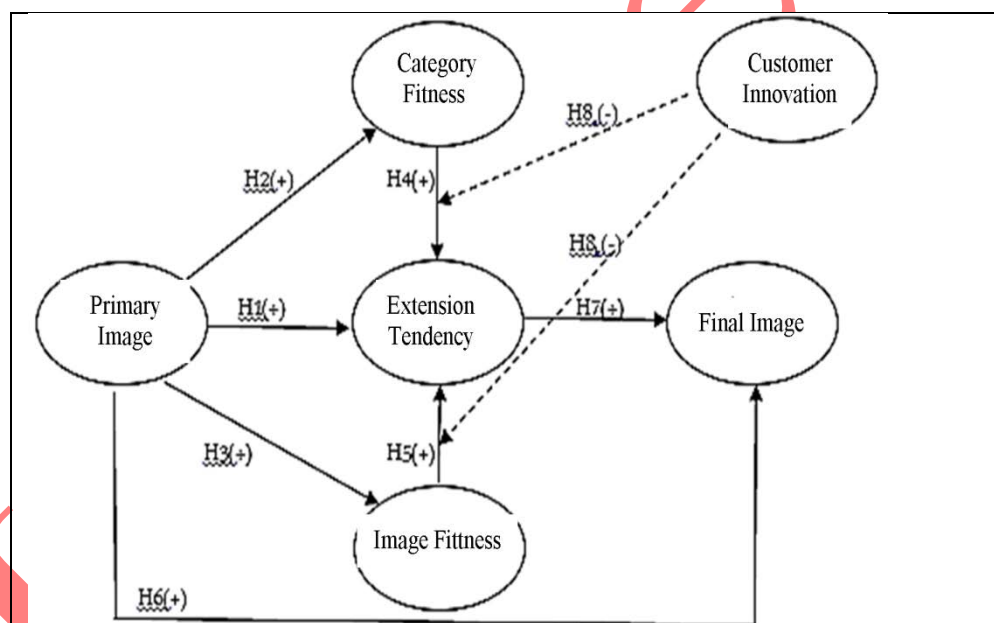 Category
Fitness
Customer
Innovation
H8,(-)
H2(+)
H4(+)
H8,(-)
Primary
Image
H1(+)
Extension
Tendency
H7(+)
Final Image
H3(+)
H5(+)
Image Fittness
H6(+)